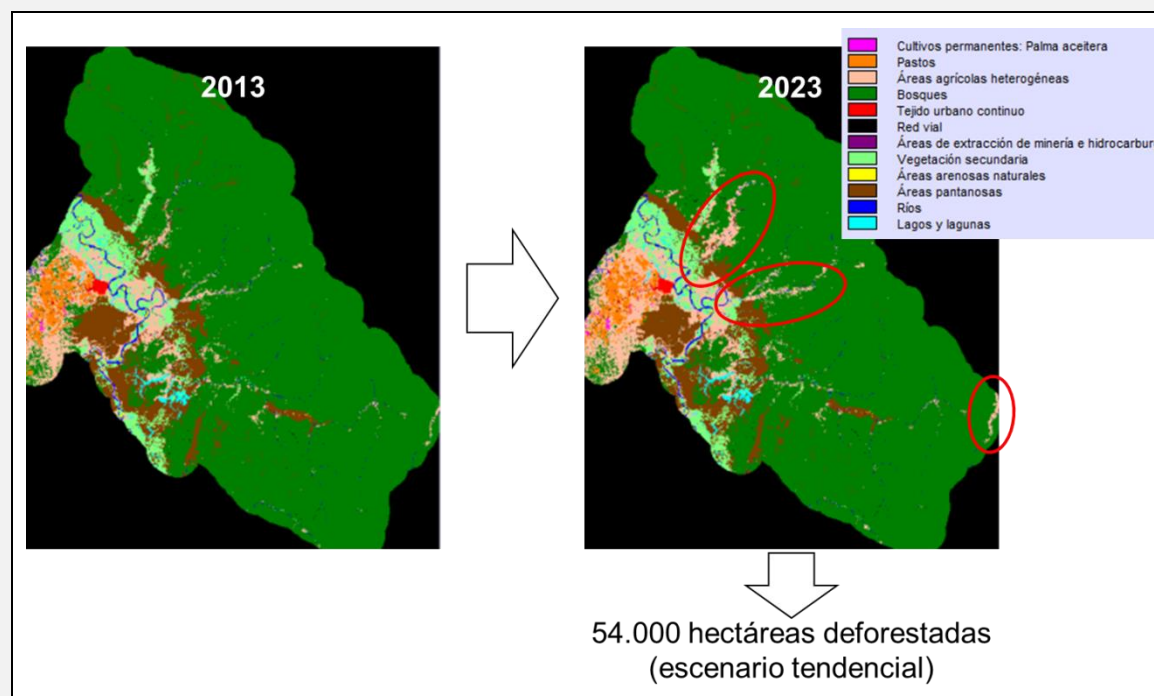 2013
2023
Cultivos permanentes: Palma aceitera
Pastos
Áreas agrícolas heterogéneas
Bosques
Tejido urbano continuo
Red vial
Áreas de extracción de minería e hidrocarbur
Vegetación secundaria
Áreas arenosas naturales
Áreas pantanosas
Ríos
Lagos y lagunas
54.000 hectáreas deforestadas
(escenario tendencial)